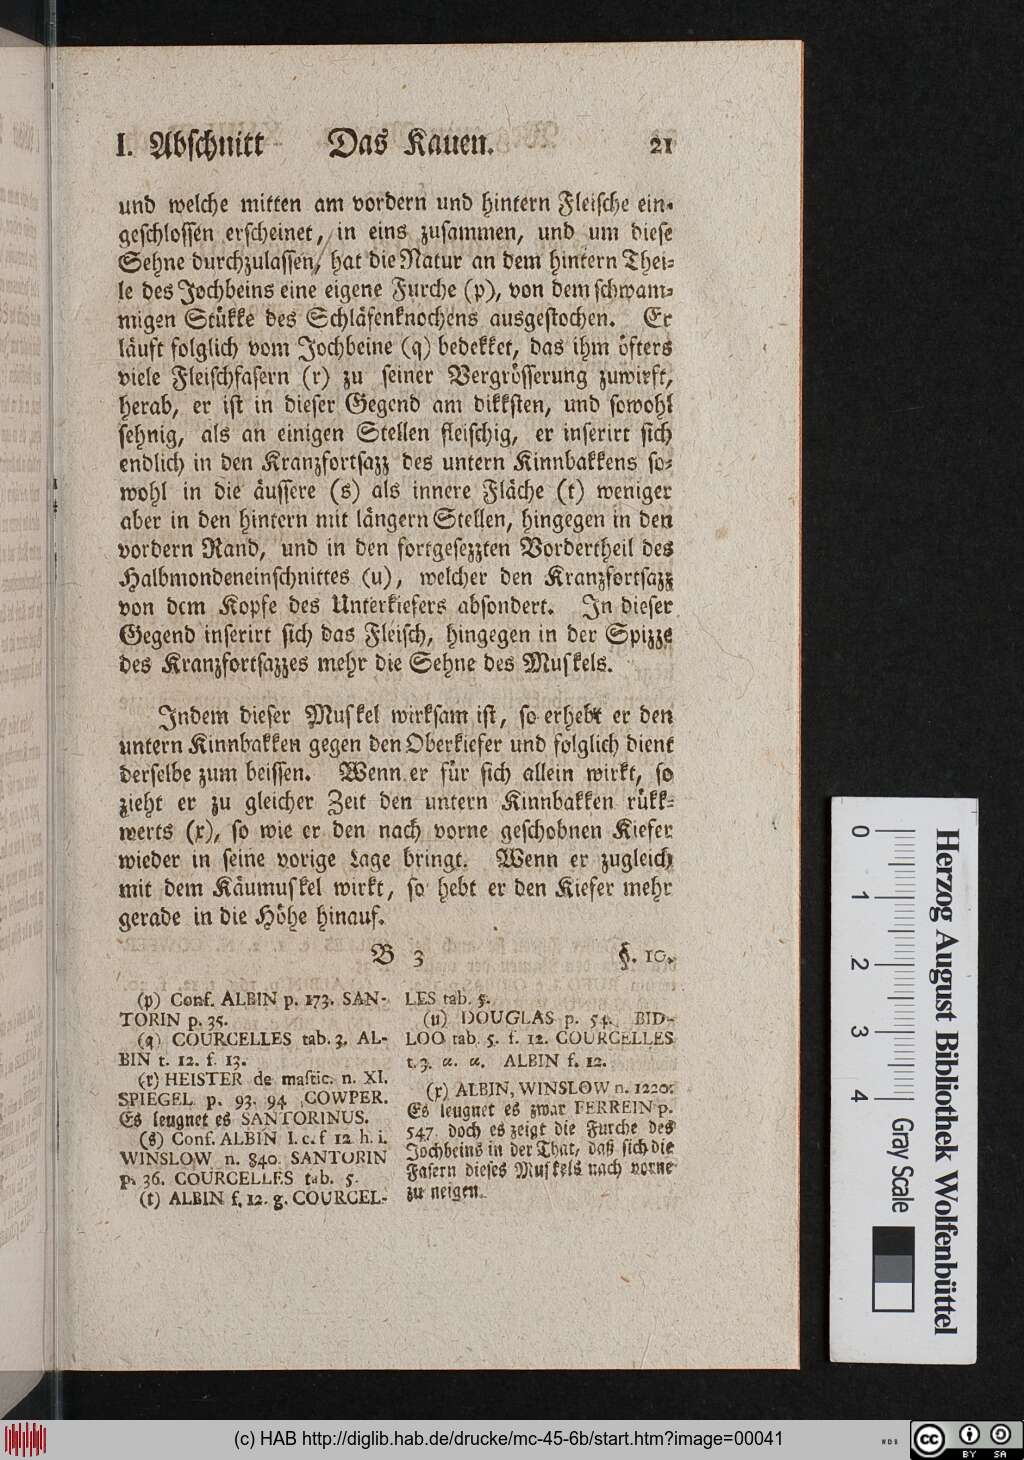 I. Abschnitt Das Kauen. 21
und welche mitten am vordern und hintern Fleische ein-
geschlossen erscheinet, in eins zusammen, und um diese
Sehne durchzulassen, hat die Natur an dem hintern Thei-
le des Jochbeins eine eigene Furche (p), von dem schwam-
migen Stükke des Schläfenknochens ausgestochen. Er
läuft folglich vom Jochbeine (q) bedekket, das ihm öfters
viele Fleischfasern (r) zu seiner Vergrösserung zuwirft,
herab, er ist in dieser Gegend am dikksten, und sowohl
sehnig, als an einigen Stellen fleischig, er inserirt sich
endlich in den Kranzfortsazz des untern Kinnbakkens so-
wohl in die äussere (s) als innere Fläche (t) weniger
aber in den hintern mit längern Stellen, hingegen in den
vordern Rand, und in den fortgesezzten Vordertheil des
Halbmondeneinschnittes (u), welcher den Kranzfortsazz
von dem Kopfe des Unterkiefers absondert. In dieser
Gegend inserirt sich das Fleisch, hingegen in der Spizze
des Kranzfortsazzes mehr die Sehne des Muskels.
Indem dieser Muskel wirksam ist, so erhebt er den
untern Kinnbakken gegen den Oberkiefer und folglich dient
derselbe zum beissen. Wenn er für sich allein wirkt, so
zieht er zu gleicher Zeit den untern Kinnbakken rükk-
werts (x), so wie er den nach vorne geschobnen Kiefer
wieder in seine vorige Lage bringt. Wenn er zugleich
mit dem Käumuskel wirkt, so hebt er den Kiefer mehr
gerade in die Höhe hinauf.
B 3 §. 10.
(p) Conf. ALBIN p. 173. SAN-
TORIN p. 35.
(q) COURCELLES tab. 3. AL-
BIN t. 12. f. 13.
(r) HEISTER de mastic. n. XI.
SPIEGEL p. 93. 94 COWPER.
Es leugnet es SANTORINUS.
(s) Conf. ALBIN l. c. f 12 h. i.
WINSLOW n. 840. SANTORIN
p. 36. COURCELLES tab. 5.
(t) ALBIN f. 12. g. COURCEL-
LES tab. 5.
(u) DOUGLAS p. 54. BID-
LOO tab. 5. f. 12. COURCELLES
t. 3. α. α. ALBIN f. 12.
(x) ALBIN, WINSLOW n. 1220.
Es leugnet es zwar FERREIN p.
547. doch es zeigt die Furche des
Jochbeins in der That, daß sich die
Fasern dieses Muskels nach vorne
zu neigen.
0 1 2 3 4
Herzog August Bibliothek Wolfenbüttel
Gray Scale
(c) HAB http://diglib.hab.de/drucke/mc-45-6b/start.htm?image=00041
HAB
cc BY SA